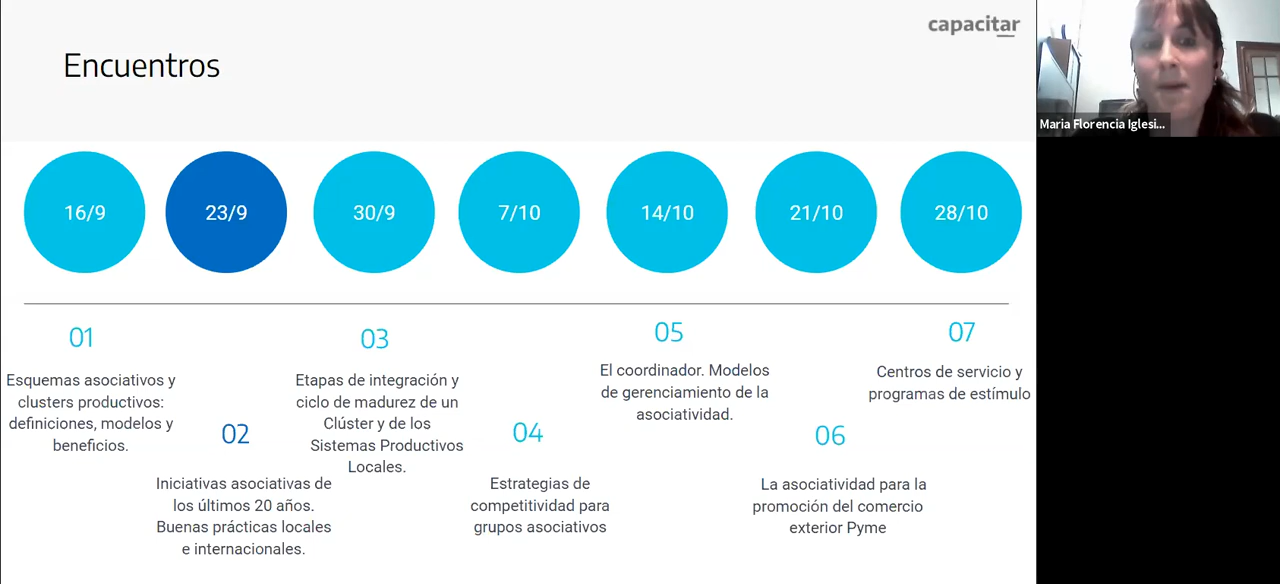 capacitar
Encuentros
Maria Florencia Iglesi...
16/9
23/9
30/9
7/10
14/10
21/10
28/10
01
Esquemas asociativos y
clusters productivos:
definiciones, modelos y
beneficios.
02
Iniciativas asociativas de
los últimos 20 años.
Buenas prácticas locales
e internacionales.
03
Etapas de integración y
ciclo de madurez de un
Clúster y de los
Sistemas Productivos
Locales.
04
Estrategias de
competitividad para
grupos asociativos
05
El coordinador. Modelos
de gerenciamiento de la
asociatividad.
06
La asociatividad para la
promoción del comercio
exterior Pyme
07
Centros de servicio y
programas de estímulo